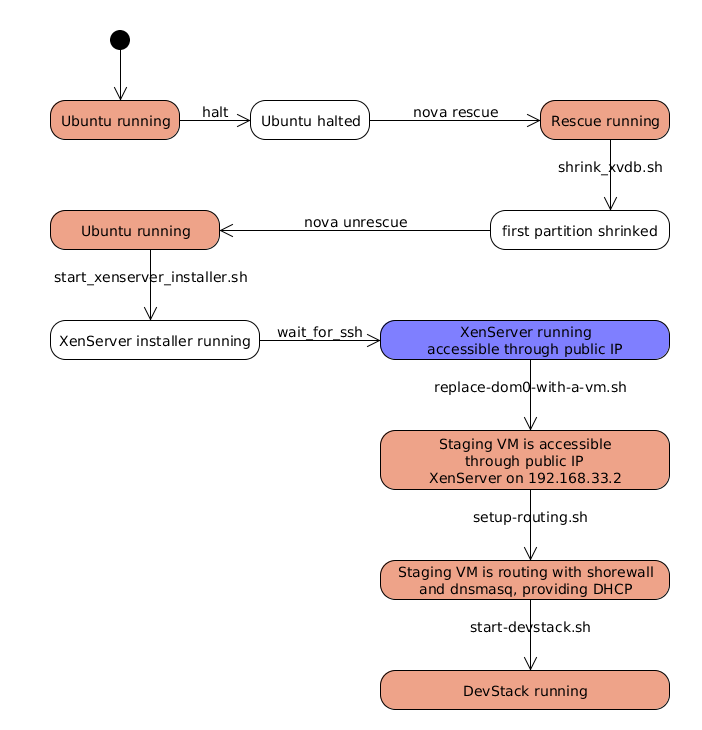 halt
nova rescue
Ubuntu running
Ubuntu halted
Rescue running
shrink_xvdb.sh
nova unrescue
Ubuntu running
first partition shrinked
start_xenserver_installer.sh
wait_for_ssh
XenServer installer running
XenServer running
accessible through public IP
replace-dom0-with-a-vm.sh
Staging VM is accessible
through public IP
XenServer on 192.168.33.2
setup-routing.sh
Staging VM is routing with shorewall
and dnsmasq, providing DHCP
start-devstack.sh
DevStack running